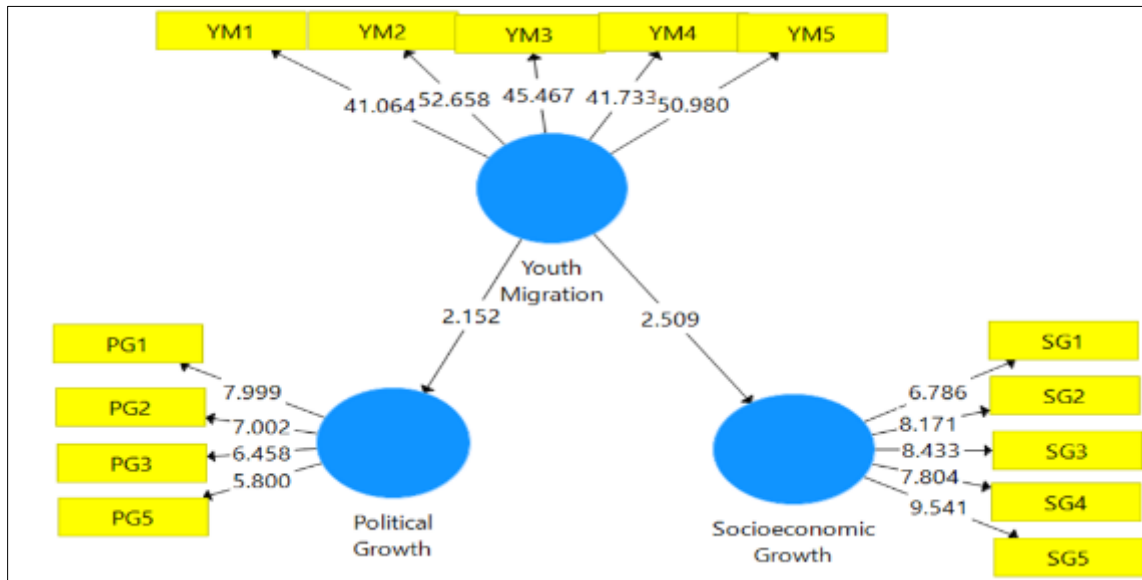 YM1
YM2
YM3
YM4
YM5
41.064
52.658
45.467
41.733
50.980
Youth
Migration
2.152
2.509
PG1
PG2
PG3
PG5
7.999
7.002
6.458
5.800
Political
Growth
SG1
SG2
SG3
SG4
SG5
6.786
8.171
8.433
7.804
9.541
Socioeconomic
Growth